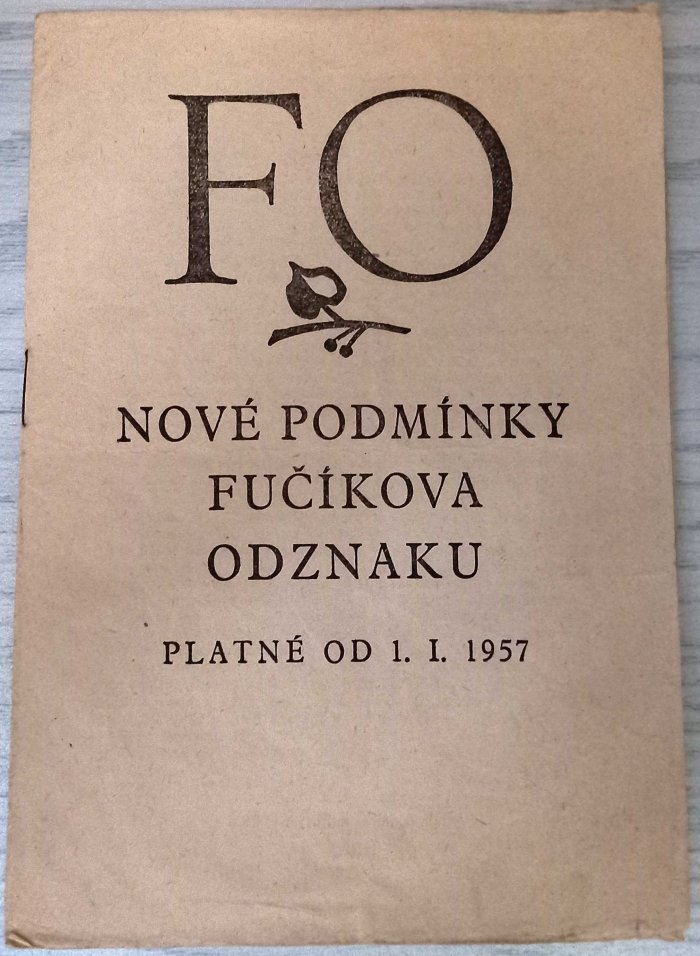 FO
NOVÉ PODMÍNKY
FUČÍKOVA
ODZNAKU
PLATNÉ OD 1. I. 1957